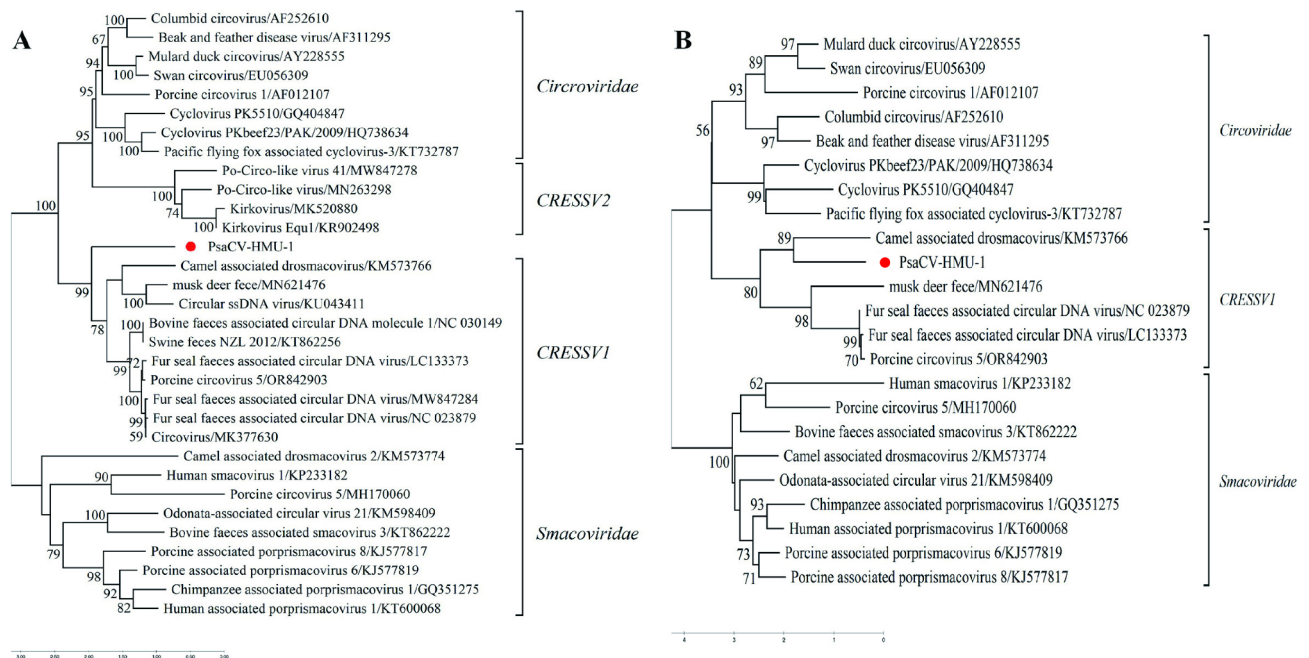 A
100
Columbid circovirus/AF252610
67
Beak and feather disease virus/AF311295
94
Mulard duck circovirus/AY228555
100
Swan circovirus/EU056309
95
Porcine circovirus 1/AF012107
Circroviridae
Cyclovirus PK5510/GQ404847
95
100
Cyclovirus PKbeef23/PAK/2009/HQ738634
100
Pacific flying fox associated cyclovirus-3/KT732787
Po-Circo-like virus 41/MW847278
100
Po-Circo-like virus/MN263298
74
Kirkovirus/MK520880
100
Kirkovirus Equ1/KR902498
CRESSV2
100
PsaCV-HMU-1
99
Camel associated drosmacovirus/KM573766
musk deer fece/MN621476
100
Circular ssDNA virus/KU043411
78
100
Bovine faeces associated circular DNA molecule 1/NC 030149
Swine feces NZL 2012/KT862256
CRESSV1
72
Fur seal faeces associated circular DNA virus/LC133373
99
Porcine circovirus 5/OR842903
100
Fur seal faeces associated circular DNA virus/MW847284
99
Fur seal faeces associated circular DNA virus/NC 023879
59
Circovirus/MK377630
Camel associated drosmacovirus 2/KM573774
90
Human smacovirus 1/KP233182
Porcine circovirus 5/MH170060
100
Odonata-associated circular virus 21/KM598409
Bovine faeces associated smacovirus 3/KT862222
Smacoviridae
79
Porcine associated porprismacovirus 8/KJ577817
98
Porcine associated porprismacovirus 6/KJ577819
92
Chimpanzee associated porprismacovirus 1/GQ351275
82
Human associated porprismacovirus 1/KT600068
B
97
Mulard duck circovirus/AY228555
89
Swan circovirus/EU056309
93
Porcine circovirus 1/AF012107
Columbid circovirus/AF252610
56
97
Beak and feather disease virus/AF311295
Circoviridae
Cyclovirus PKbeef23/PAK/2009/HQ738634
99
Cyclovirus PK5510/GQ404847
Pacific flying fox associated cyclovirus-3/KT732787
89
Camel associated drosmacovirus/KM573766
PsaCV-HMU-1
80
musk deer fece/MN621476
98
Fur seal faeces associated circular DNA virus/NC 023879
CRESSV1
99
Fur seal faeces associated circular DNA virus/LC133373
70
Porcine circovirus 5/OR842903
62
Human smacovirus 1/KP233182
Porcine circovirus 5/MH170060
Bovine faeces associated smacovirus 3/KT862222
100
Camel associated drosmacovirus 2/KM573774
Odonata-associated circular virus 21/KM598409
Smacoviridae
93
Chimpanzee associated porprismacovirus 1/GQ351275
Human associated porprismacovirus 1/KT600068
73
Porcine associated porprismacovirus 6/KJ577819
71
Porcine associated porprismacovirus 8/KJ577817
4 3 2 1 0